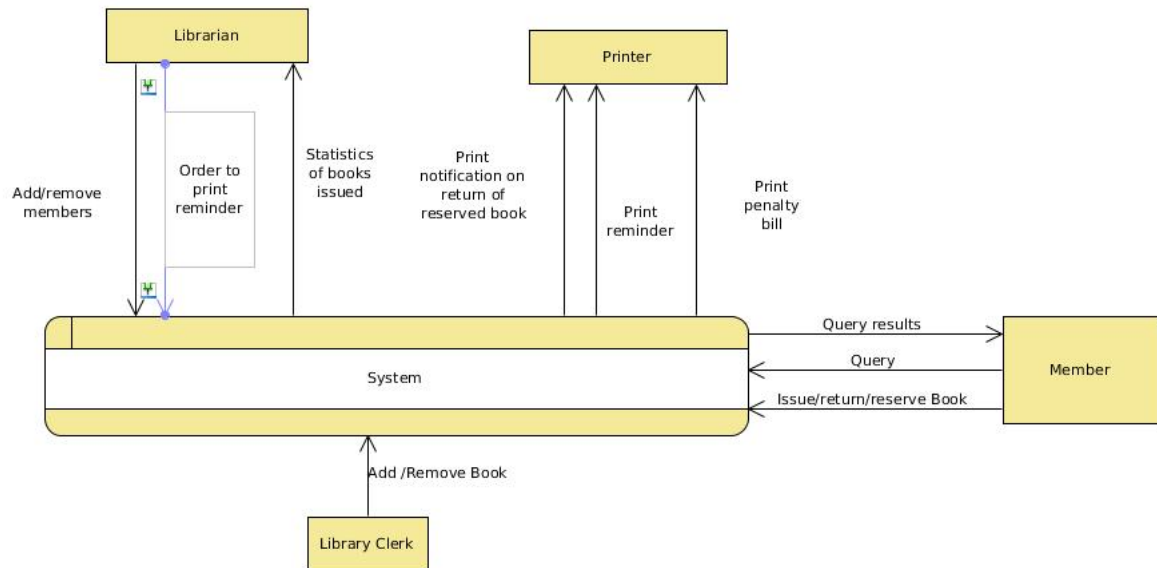 Librarian
Printer
Add/remove
members
Order to
print
reminder
Statistics
of books
issued
Print
notification on
return of
reserved book
Print
reminder
Print
penalty
bill
System
Query results
Query
Issue/return/reserve Book
Member
Add /Remove Book
Library Clerk